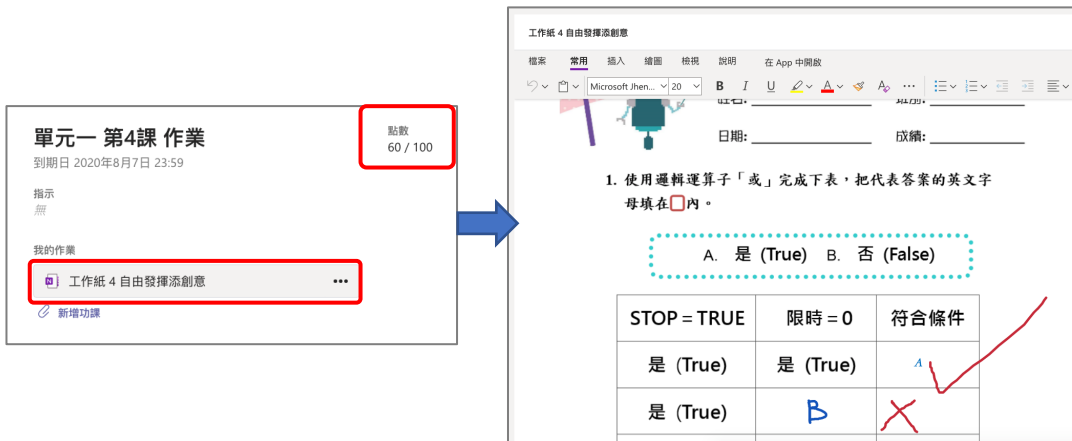 單元一 第4課 作業
到期日 2020年8月7日 23:59
點數
60 / 100
指示
無
我的作業
工作紙 4 自由發揮添創意
新增功課
工作紙 4 自由發揮添創意
檔案 常用 插入 繪圖 檢視 說明 在 App 中開啟
Microsoft Jhen... 20 B I U A A
日期: 成績:
1. 使用邏輯運算子「或」完成下表，把代表答案的英文字
母填在 內。
A. 是 (True) B. 否 (False)
STOP = TRUE 限時 = 0 符合條件
是 (True) 是 (True) A
是 (True) B